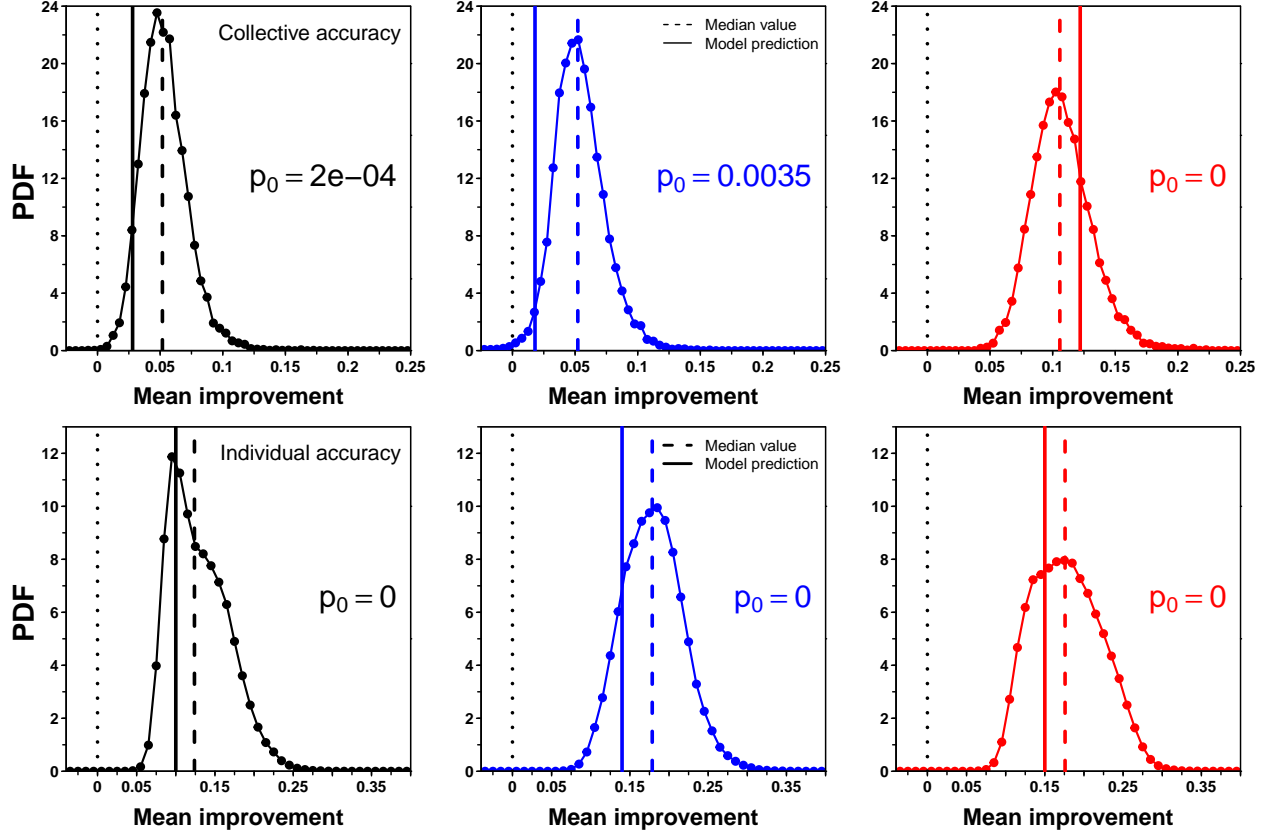 Collective accuracy
p₀ = 2e−04
PDF
0 4 8 12 16 20 24
0 0.05 0.1 0.15 0.2 0.25
Mean improvement
Median value
Model prediction
p₀ = 0.0035
0 4 8 12 16 20 24
0 0.05 0.1 0.15 0.2 0.25
Mean improvement
p₀ = 0
0 4 8 12 16 20 24
0 0.05 0.1 0.15 0.2 0.25
Mean improvement
Individual accuracy
p₀ = 0
PDF
0 2 4 6 8 10 12
0 0.05 0.15 0.25 0.35
Mean improvement
Median value
Model prediction
p₀ = 0
0 2 4 6 8 10 12
0 0.05 0.15 0.25 0.35
Mean improvement
p₀ = 0
0 2 4 6 8 10 12
0 0.05 0.15 0.25 0.35
Mean improvement